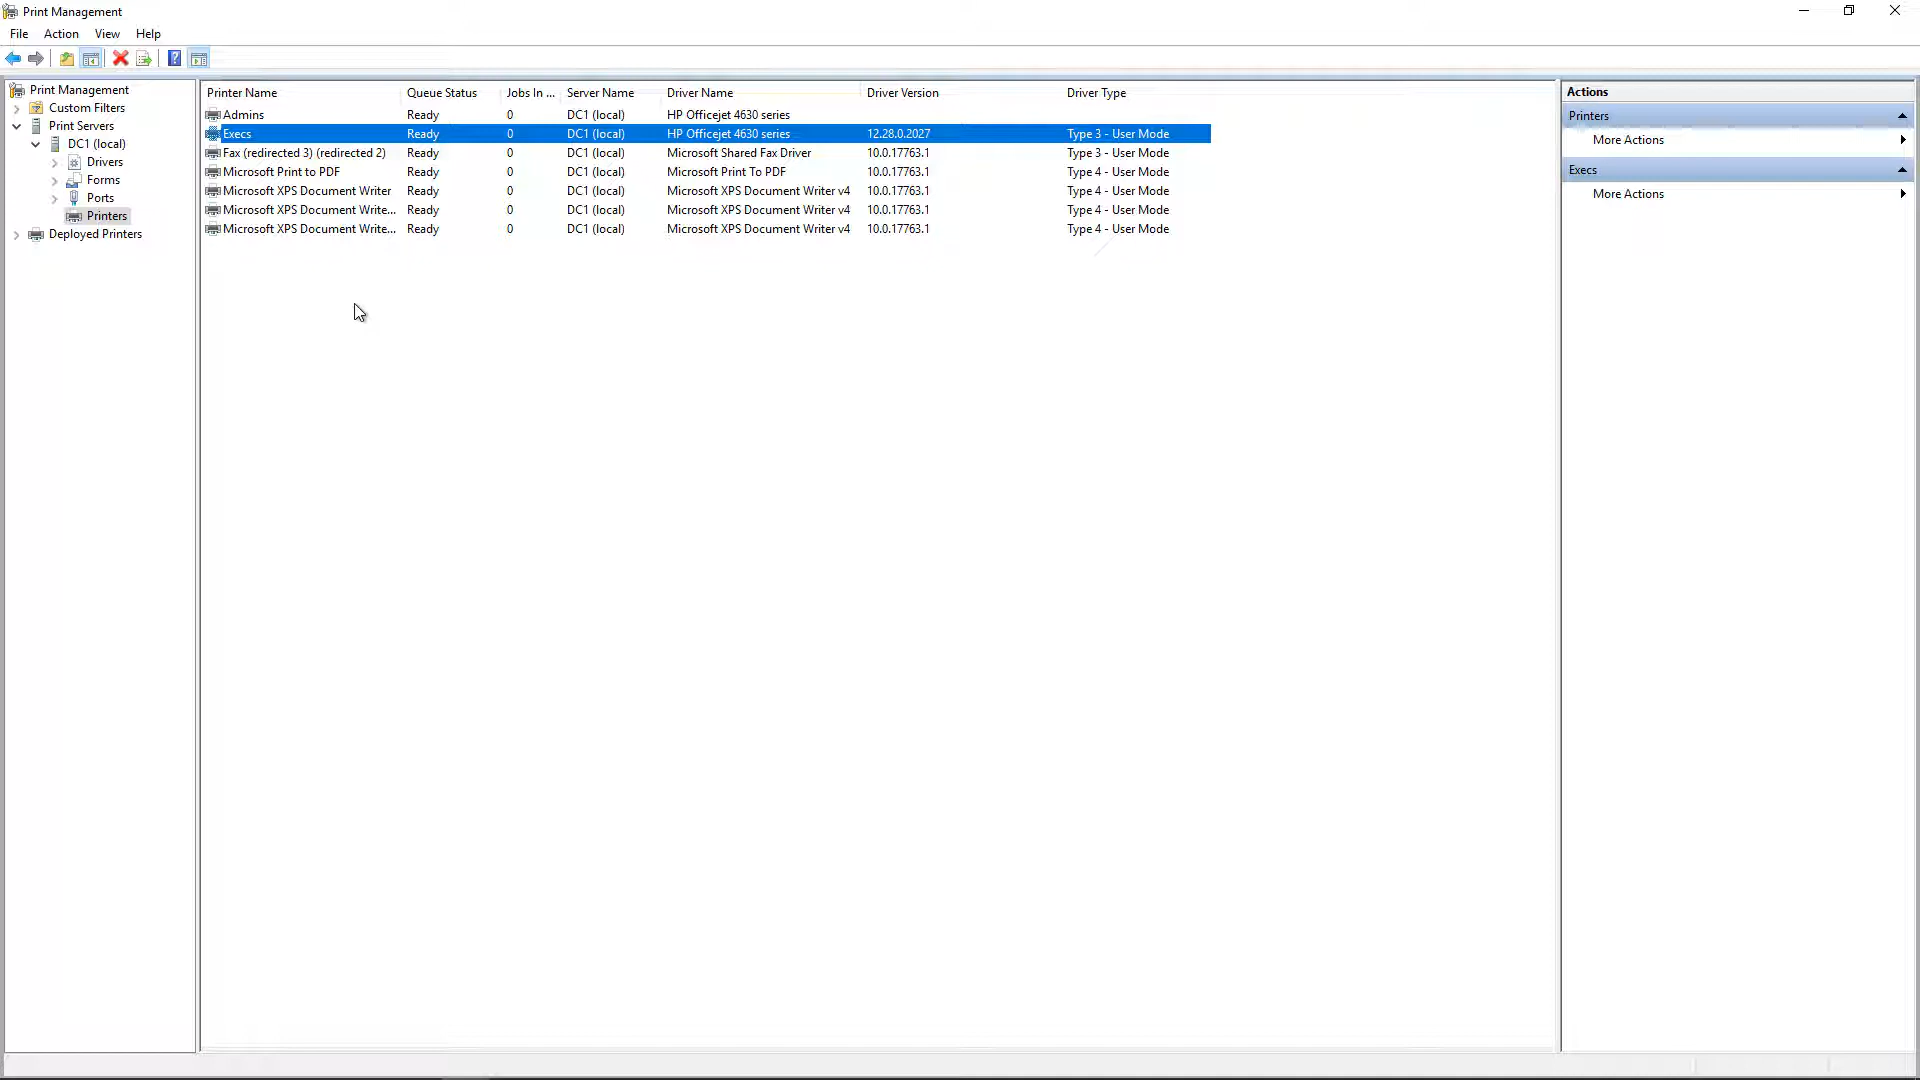 Print Management
File Action View Help
Print Management
Custom Filters
Print Servers
DC1 (local)
Drivers
Forms
Ports
Printers
Deployed Printers
Printer Name Queue Status Jobs In ... Server Name Driver Name Driver Version Driver Type
Admins Ready 0 DC1 (local) HP Officejet 4630 series
Execs Ready 0 DC1 (local) HP Officejet 4630 series 12.28.0.2027 Type 3 - User Mode
Fax (redirected 3) (redirected 2) Ready 0 DC1 (local) Microsoft Shared Fax Driver 10.0.17763.1 Type 3 - User Mode
Microsoft Print to PDF Ready 0 DC1 (local) Microsoft Print To PDF 10.0.17763.1 Type 4 - User Mode
Microsoft XPS Document Writer Ready 0 DC1 (local) Microsoft XPS Document Writer v4 10.0.17763.1 Type 4 - User Mode
Microsoft XPS Document Write... Ready 0 DC1 (local) Microsoft XPS Document Writer v4 10.0.17763.1 Type 4 - User Mode
Microsoft XPS Document Write... Ready 0 DC1 (local) Microsoft XPS Document Writer v4 10.0.17763.1 Type 4 - User Mode
Actions
Printers
More Actions
Execs
More Actions